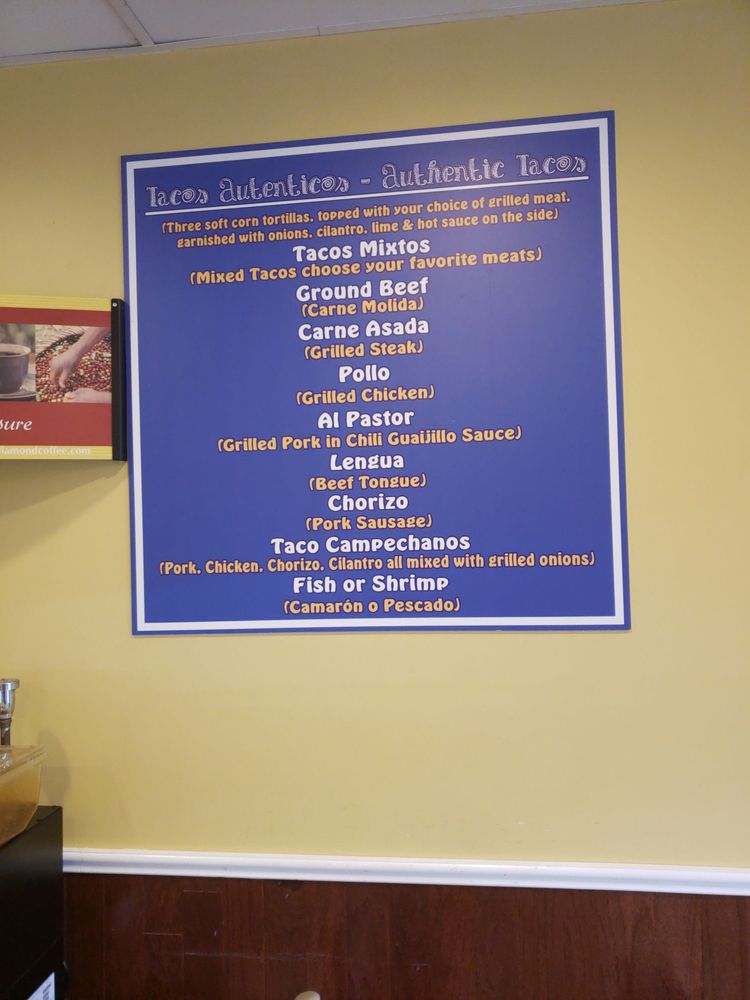 Tacos Autenticos - Authentic Tacos
(Three soft corn tortillas, topped with your choice of grilled meat,
garnished with onions, cilantro, lime & hot sauce on the side)
Tacos Mixtos
(Mixed Tacos choose your favorite meats)
Ground Beef
(Carne Molida)
Carne Asada
(Grilled Steak)
Pollo
(Grilled Chicken)
Al Pastor
(Grilled Pork in Chili Guaijillo Sauce)
Lengua
(Beef Tongue)
Chorizo
(Pork Sausage)
Taco Campechanos
(Pork, Chicken, Chorizo, Cilantro all mixed with grilled onions)
Fish or Shrimp
(Camarón o Pescado)
sure
iamondcoffee.com